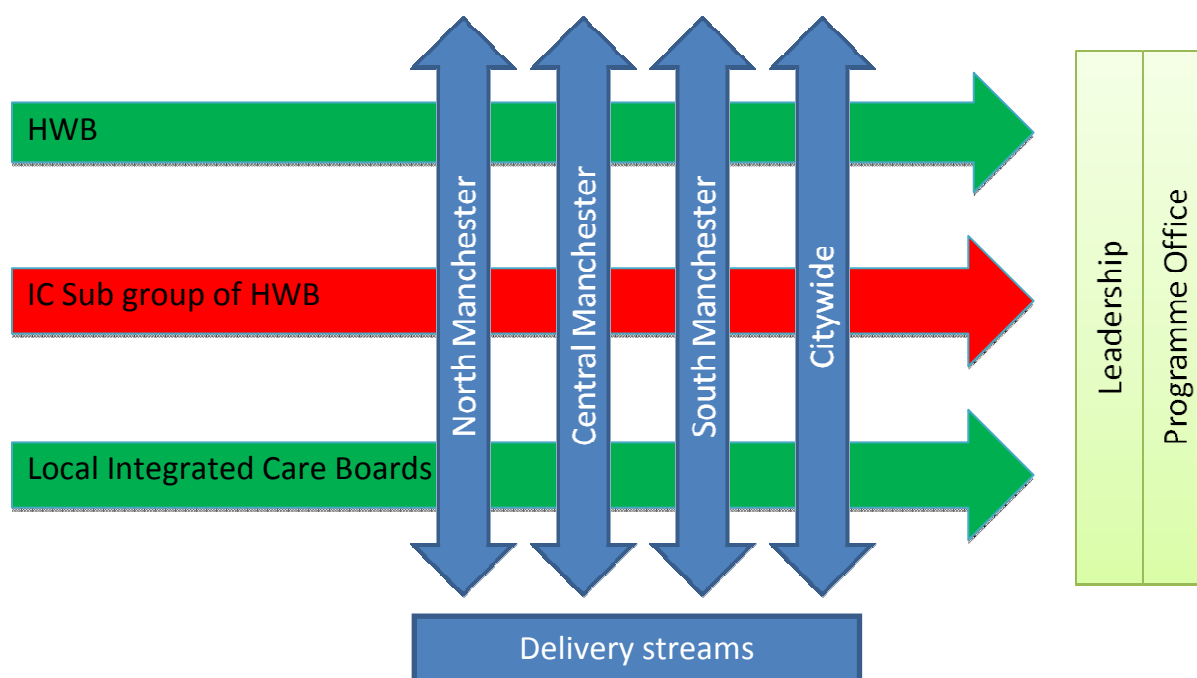 HWB
IC Sub group of HWB
Local Integrated Care Boards
North Manchester
Central Manchester
South Manchester
Citywide
Leadership
Programme Office
Delivery streams